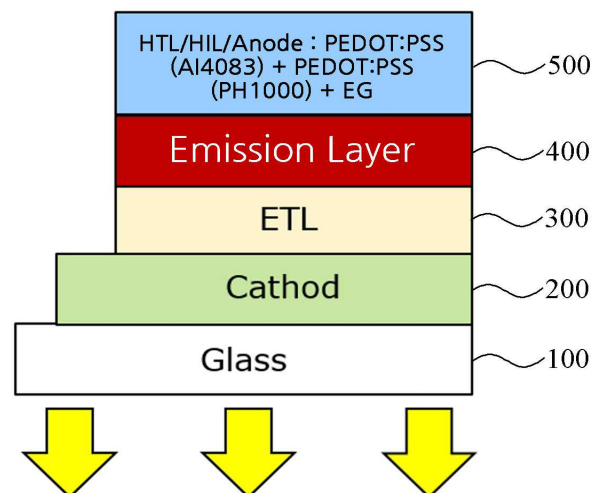 HTL/HIL/Anode : PEDOT:PSS
(AI4083) + PEDOT:PSS
(PH1000) + EG
500
Emission Layer
400
ETL
300
Cathod
200
Glass
100